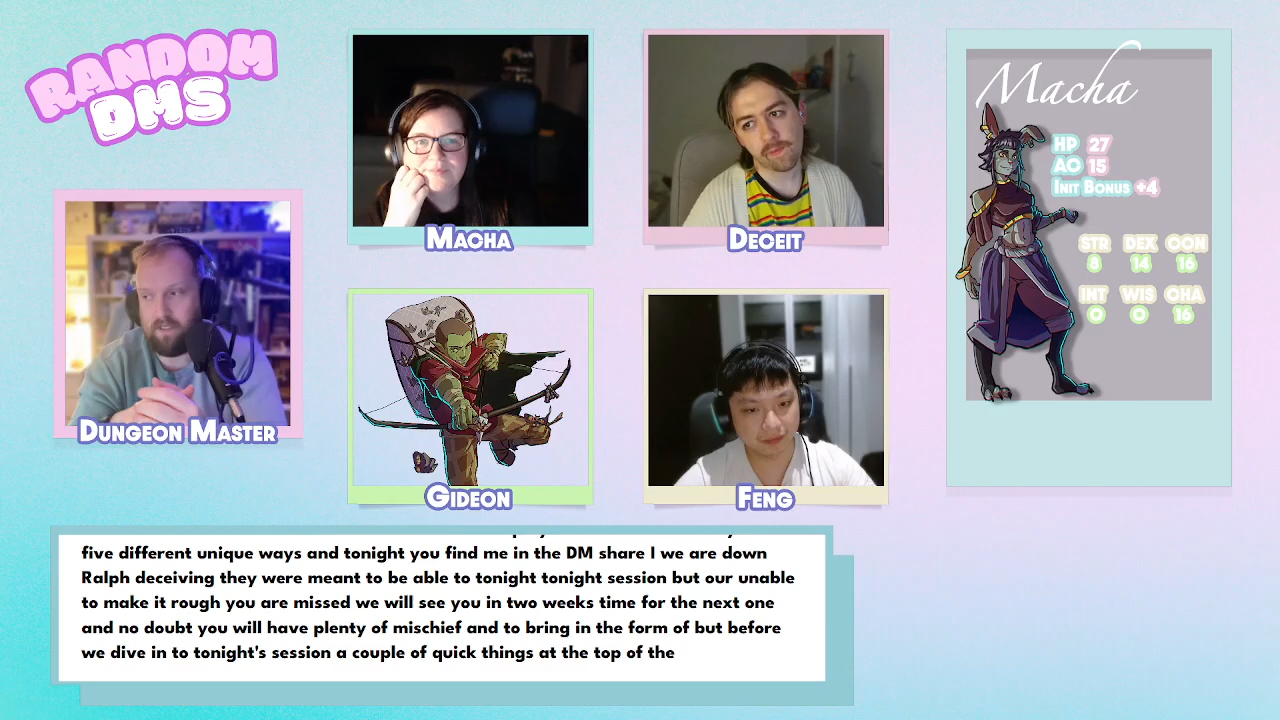 RANDOM
DMS
Macha
HP 27
AC 15
Init Bonus +4
STR DEX CON
8 14 16
INT WIS CHA
0 0 16
Macha
Deceit
Dungeon Master
Gideon
Feng
five different unique ways and tonight you find me in the DM share I we are down
Ralph deceiving they were meant to be able to tonight tonight session but our unable
to make it rough you are missed we will see you in two weeks time for the next one
and no doubt you will have plenty of mischief and to bring in the form of but before
we dive in to tonight's session a couple of quick things at the top of the